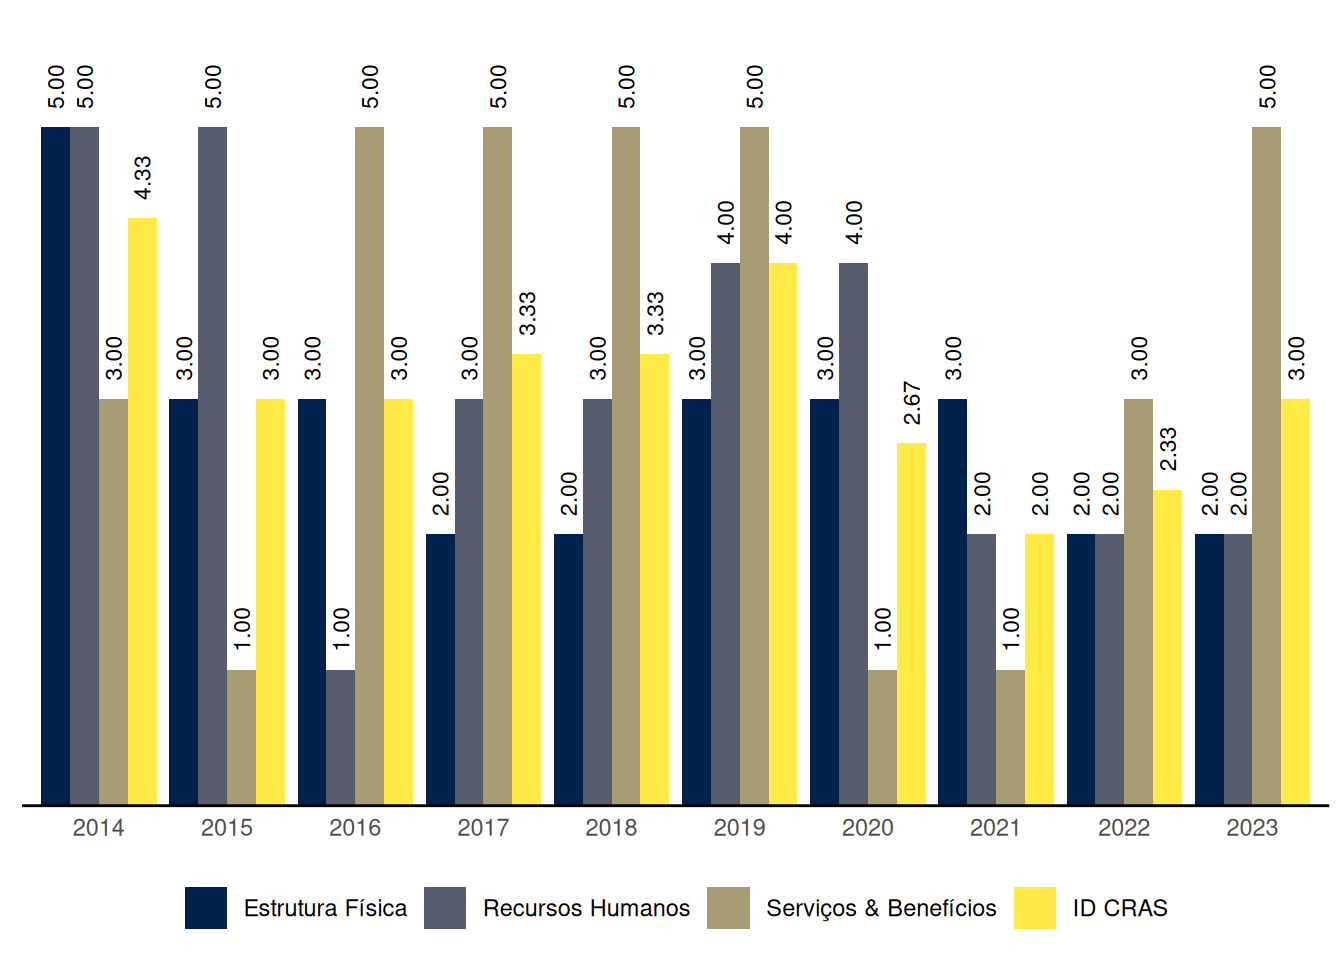 5.00 5.00 3.00 4.33
3.00 5.00 1.00 3.00
3.00 1.00 5.00 3.00
2.00 3.00 5.00 3.33
2.00 3.00 5.00 3.33
3.00 4.00 5.00 4.00
3.00 4.00 1.00 2.67
3.00 2.00 1.00 2.00
2.00 2.00 3.00 2.33
2.00 2.00 5.00 3.00
2014 2015 2016 2017 2018 2019 2020 2021 2022 2023
Estrutura Física Recursos Humanos Serviços & Benefícios ID CRAS